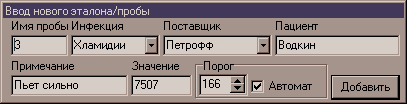 Ввод нового эталона/пробы
Имя пробы Инфекция Поставщик Пациент
3 Хламидии Петрофф Водкин
Примечание Значение Порог
Пьет сильно 7507 166 Автомат Добавить